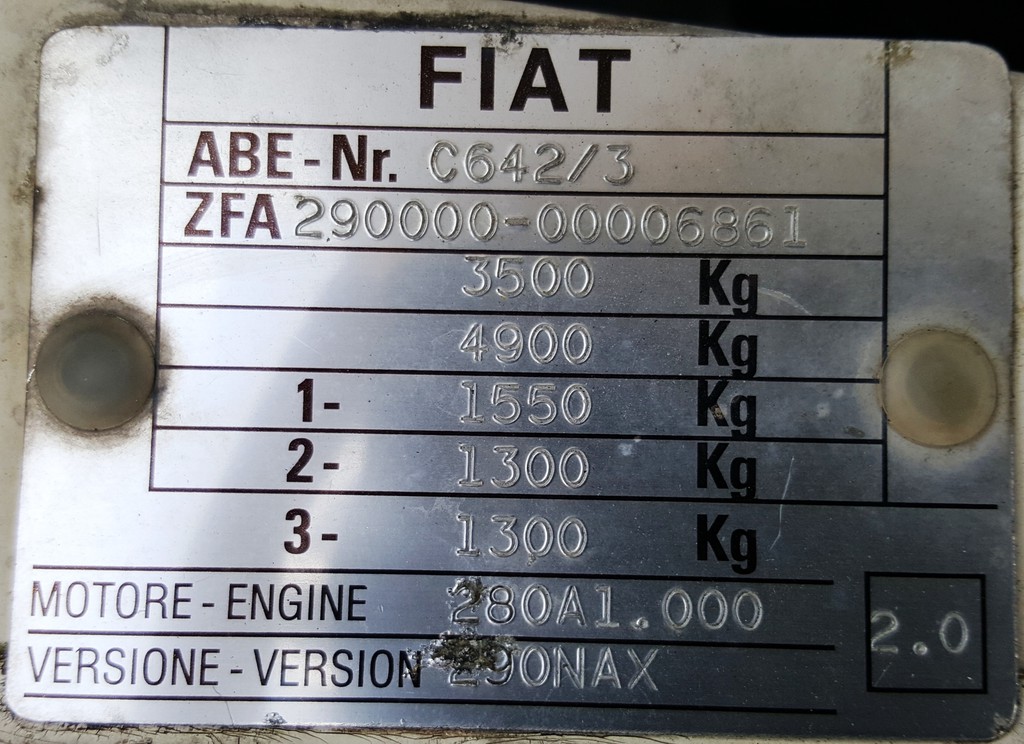 FIAT
ABE-Nr. C642/3
ZFA 290000-00006861
3500 Kg
4900 Kg
1- 1550 Kg
2- 1300 Kg
3- 1300 Kg
MOTORE - ENGINE 280A1.000
VERSIONE - VERSION 290NAX
2.0